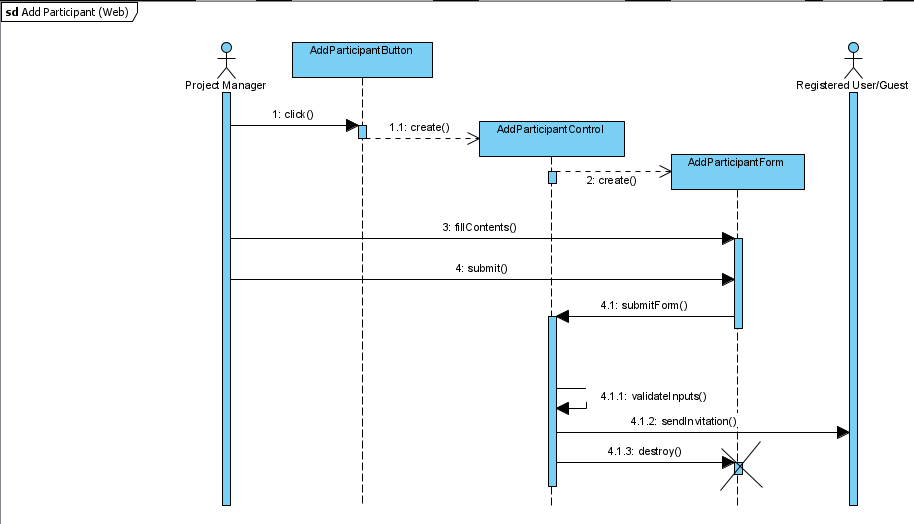 sd Add Participant (Web)
AddParticipantButton
Project Manager
Registered User/Guest
1: click()
1.1: create()
AddParticipantControl
AddParticipantForm
2: create()
3: fillContents()
4: submit()
4.1: submitForm()
4.1.1: validateInputs()
4.1.2: sendInvitation()
4.1.3: destroy()